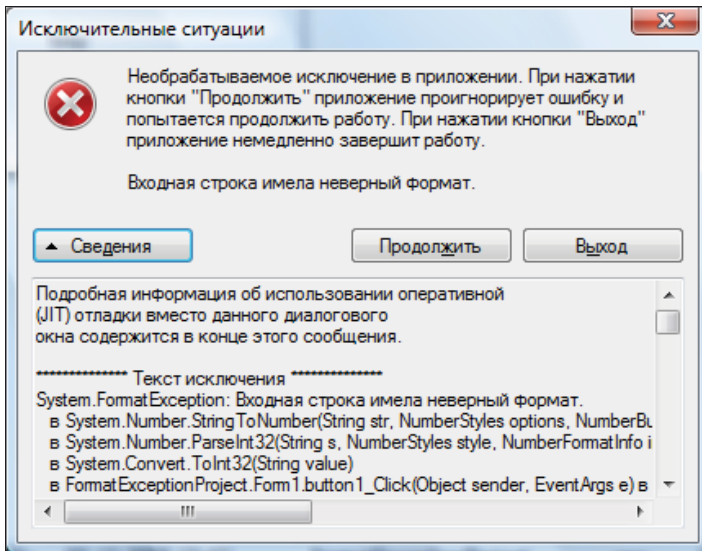 Исключительные ситуации
Необрабатываемое исключение в приложении. При нажатии
кнопки "Продолжить" приложение проигнорирует ошибку и
попытается продолжить работу. При нажатии кнопки "Выход"
приложение немедленно завершит работу.
Входная строка имела неверный формат.
Сведения
Продолжить
Выход
Подробная информация об использовании оперативной
(JIT) отладки вместо данного диалогового
окна содержится в конце этого сообщения.
************** Текст исключения **************
System.FormatException: Входная строка имела неверный формат.
в System.Number.StringToNumber(String str, NumberStyles options, NumberBu
в System.Number.ParseInt32(String s, NumberStyles style, NumberFormatInfo i
в System.Convert.ToInt32(String value)
в FormatExceptionProject.Form1.button1_Click(Object sender, EventArgs e) в